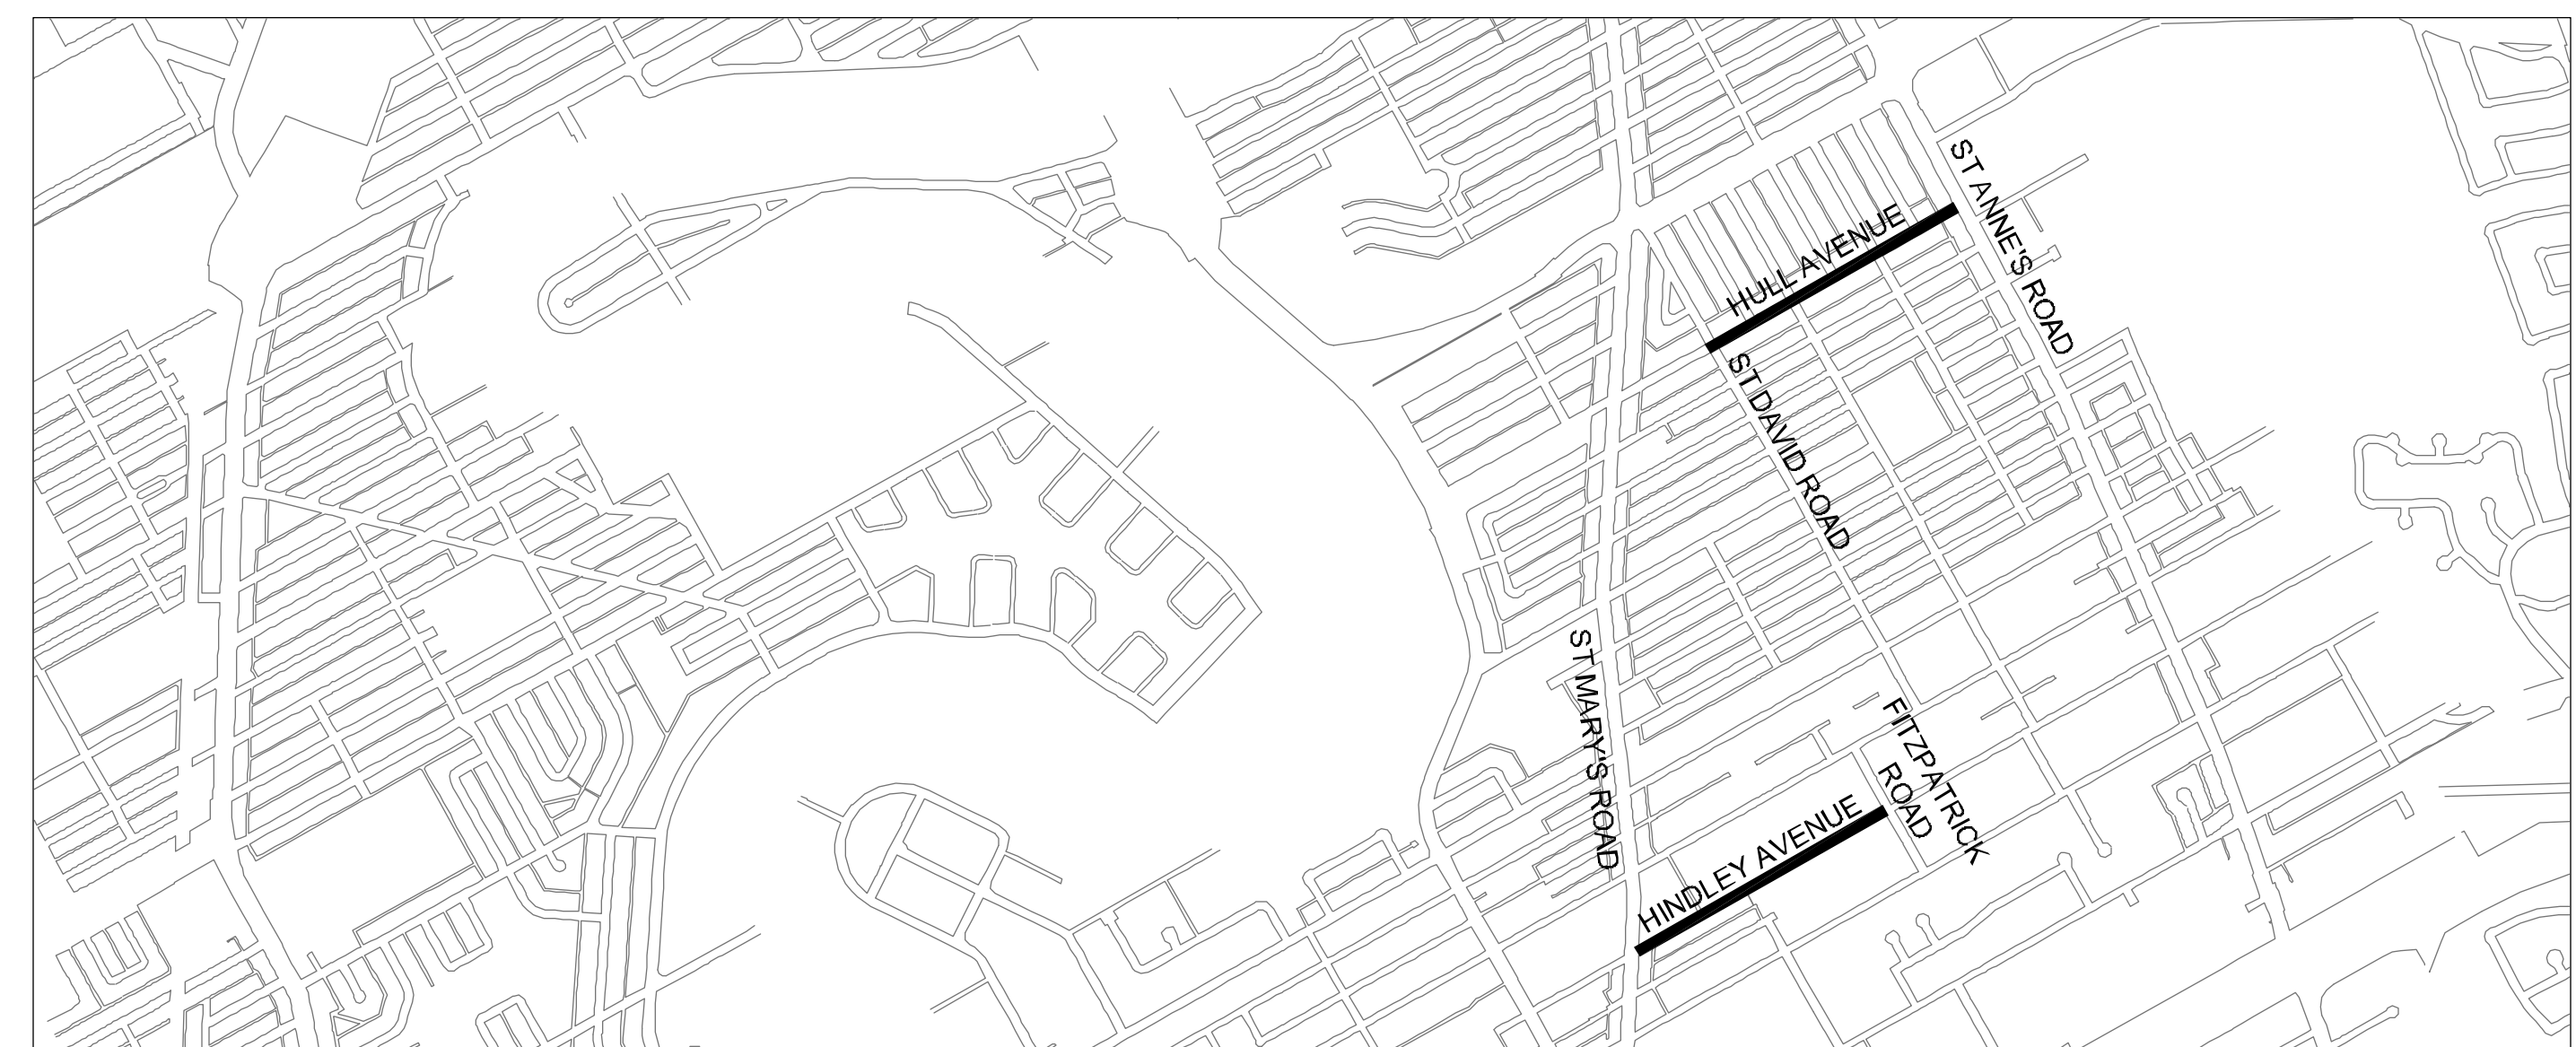 ST ANNE'S ROAD
HULL AVENUE
ST DAVID ROAD
ST MARY'S ROAD
FITZPATRICK
ROAD
HINDLEY AVENUE